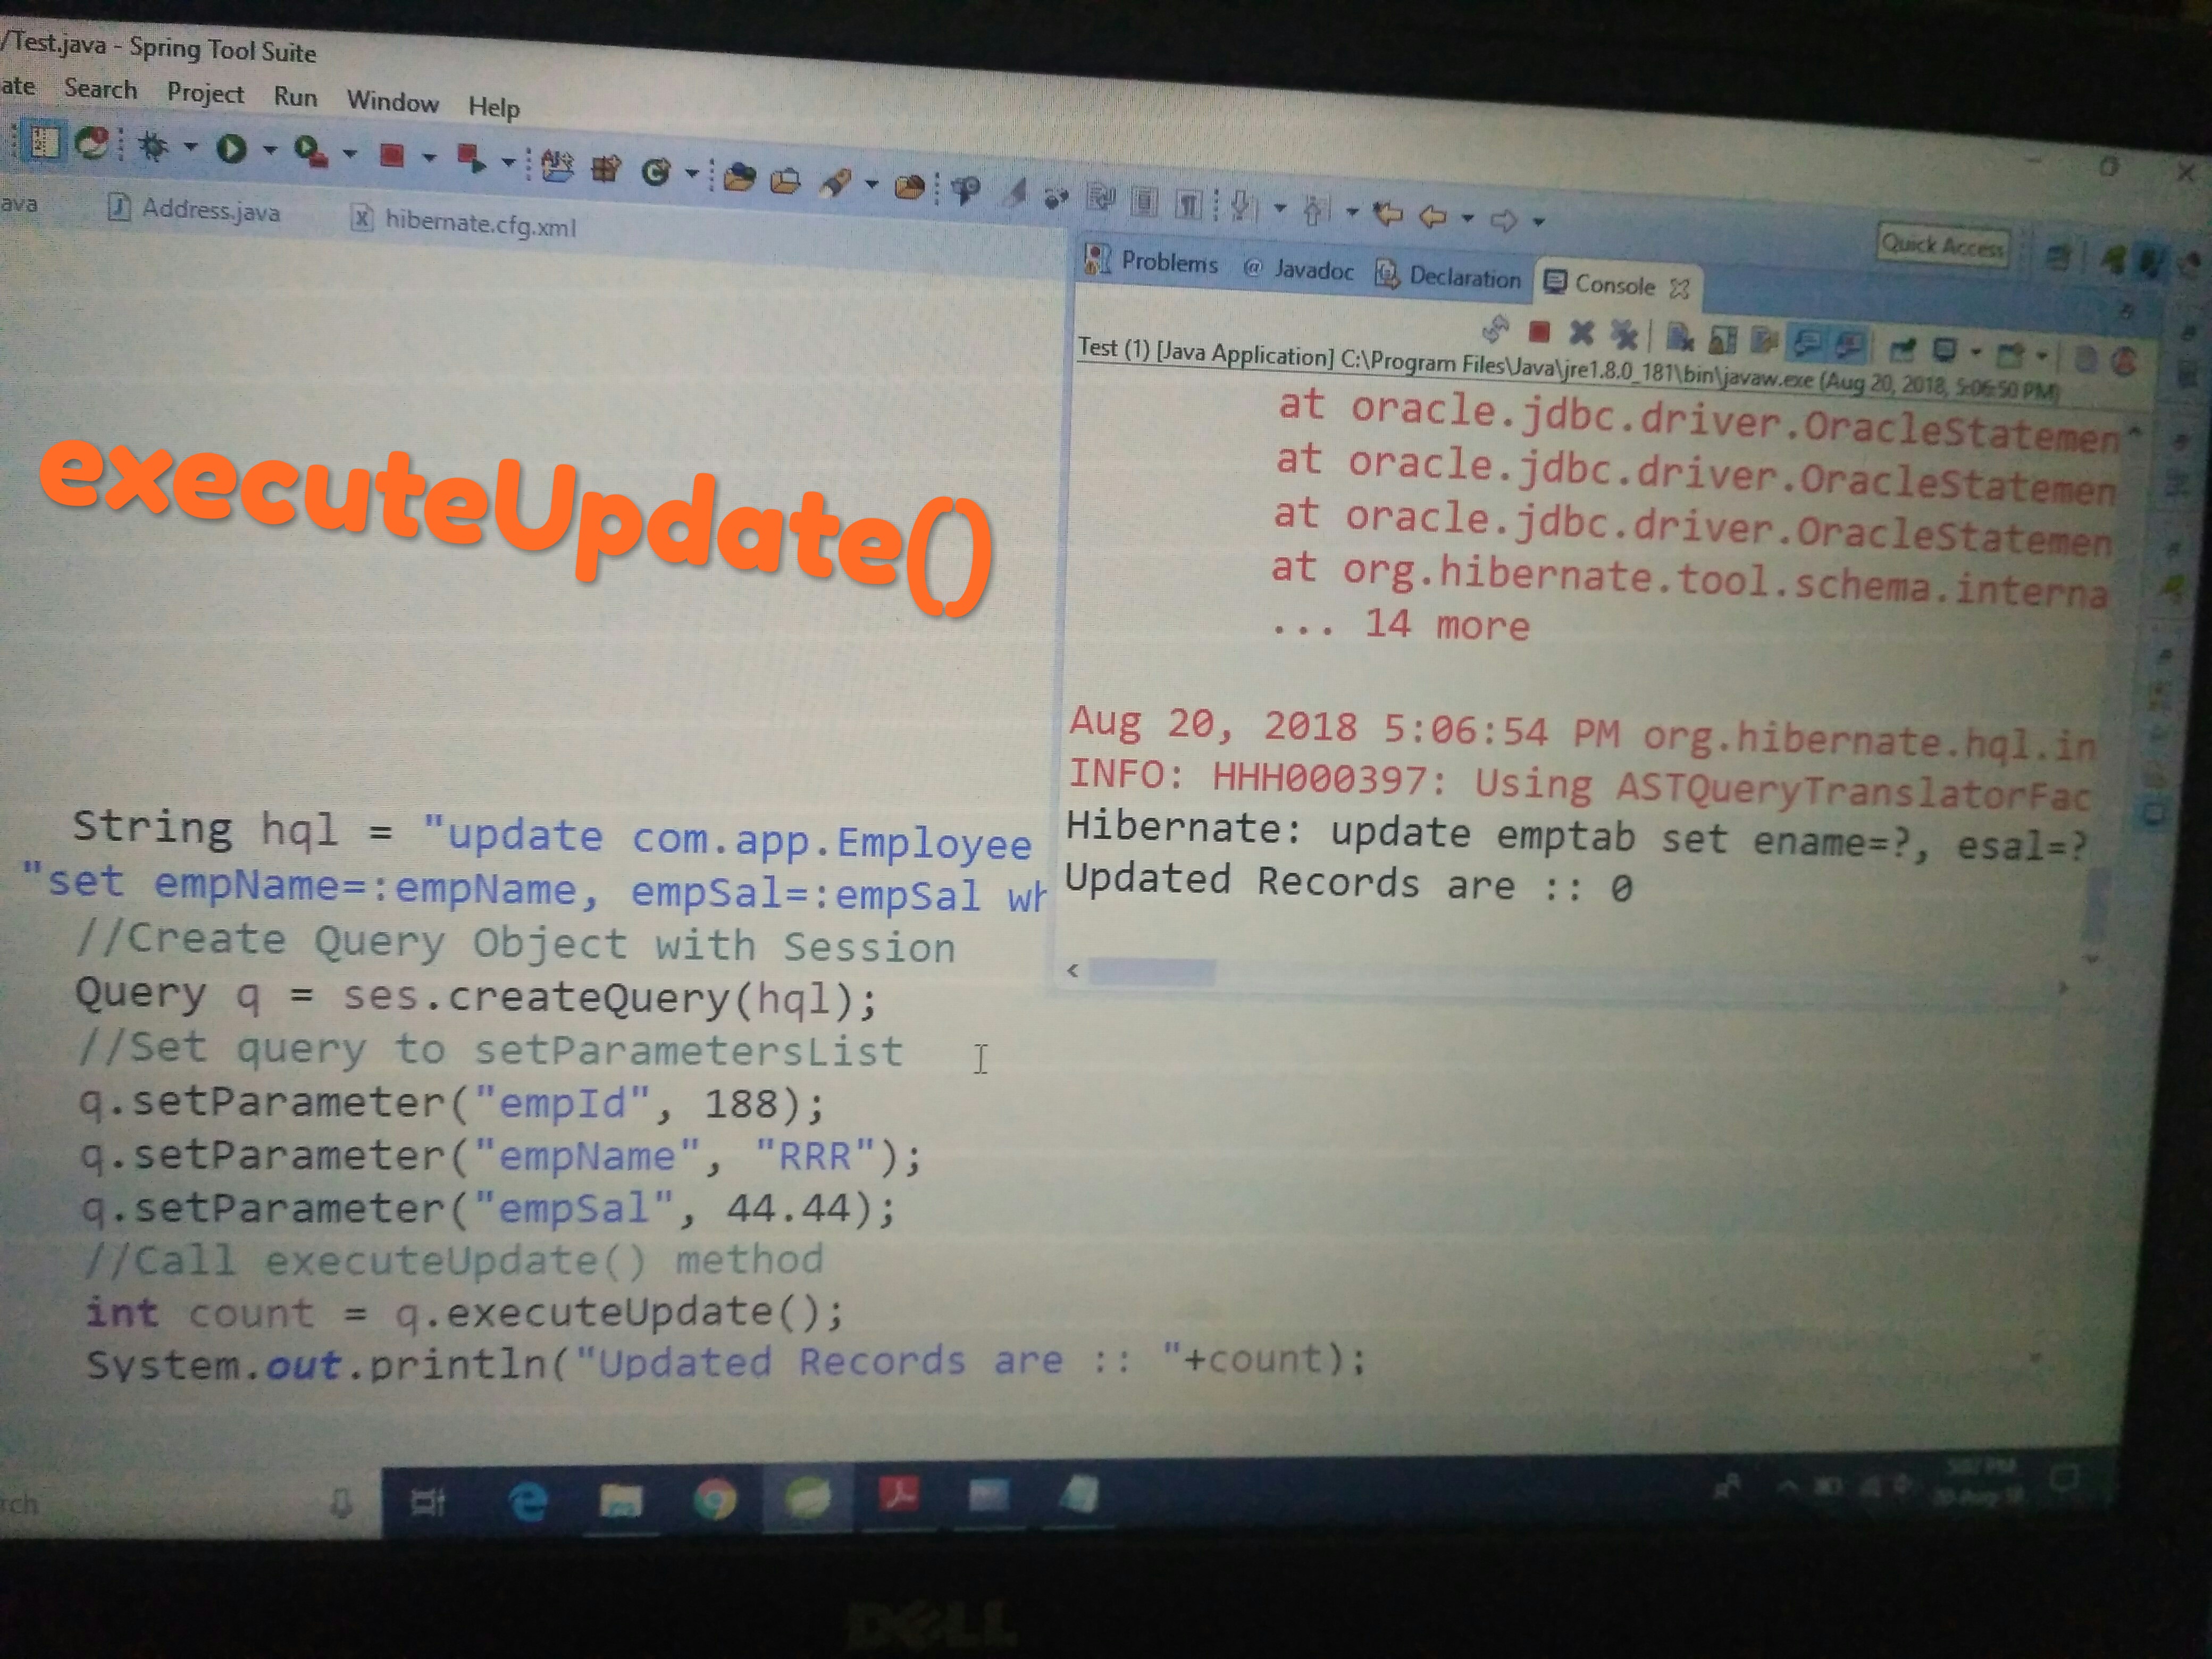 /Test.java - Spring Tool Suite
ate Search Project Run Window Help
ava Address.java hibernate.cfg.xml
Quick Access
Problems @ Javadoc Declaration Console
Test (1) [Java Application] C:\Program Files\Java\jre1.8.0_181\bin\javaw.exe (Aug 20, 2018, 5:06:50 PM)
at oracle.jdbc.driver.OracleStatemen
at oracle.jdbc.driver.OracleStatemen
at oracle.jdbc.driver.OracleStatemen
at org.hibernate.tool.schema.interna
... 14 more
Aug 20, 2018 5:06:54 PM org.hibernate.hql.in
INFO: HHH000397: Using ASTQueryTranslatorFac
Hibernate: update emptab set ename=?, esal=?
Updated Records are :: 0
executeUpdate()
String hql = "update com.app.Employee
"set empName=:empName, empSal=:empSal wh
//Create Query Object with Session
Query q = ses.createQuery(hql);
//Set query to setParametersList
q.setParameter("empId", 188);
q.setParameter("empName", "RRR");
q.setParameter("empSal", 44.44);
//Call executeUpdate() method
int count = q.executeUpdate();
System.out.println("Updated Records are :: "+count);
rch
DELL